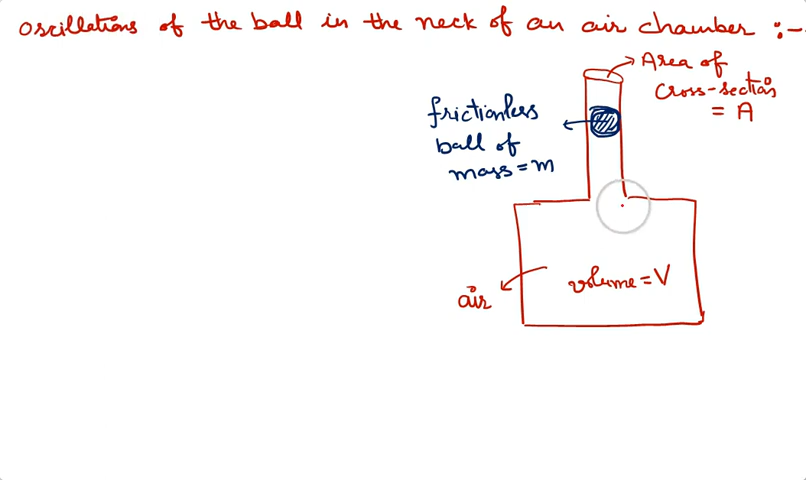 oscilletions of the ball in the neck of an air chamber :-
Area of
cross-section
= A
frictionless
ball of
mass = m
volume = V
air